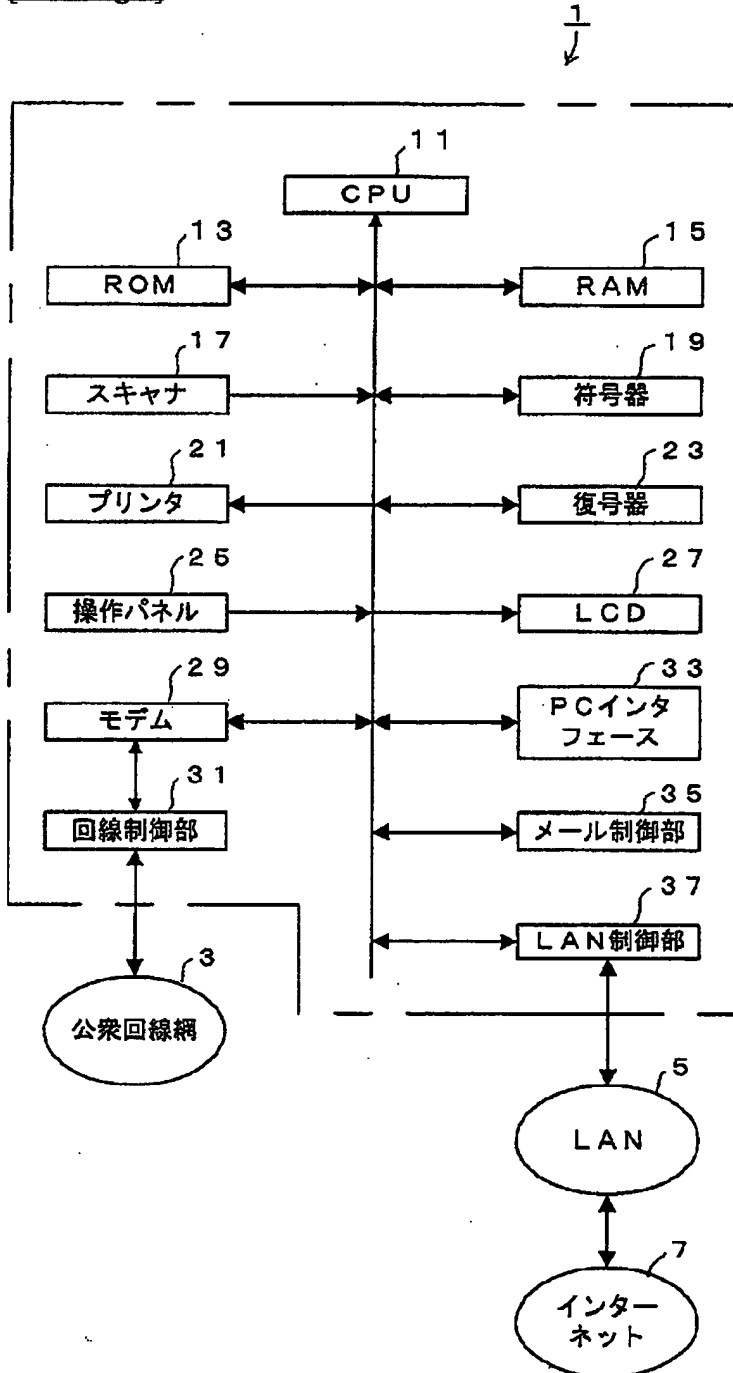 1
11
CPU
13
ROM
15
RAM
17
スキャナ
19
符号器
21
プリンタ
23
復号器
25
操作パネル
27
LCD
29
モデム
33
PCインタ
フェース
31
回線制御部
35
メール制御部
37
LAN制御部
3
公衆回線網
5
LAN
7
インター
ネット